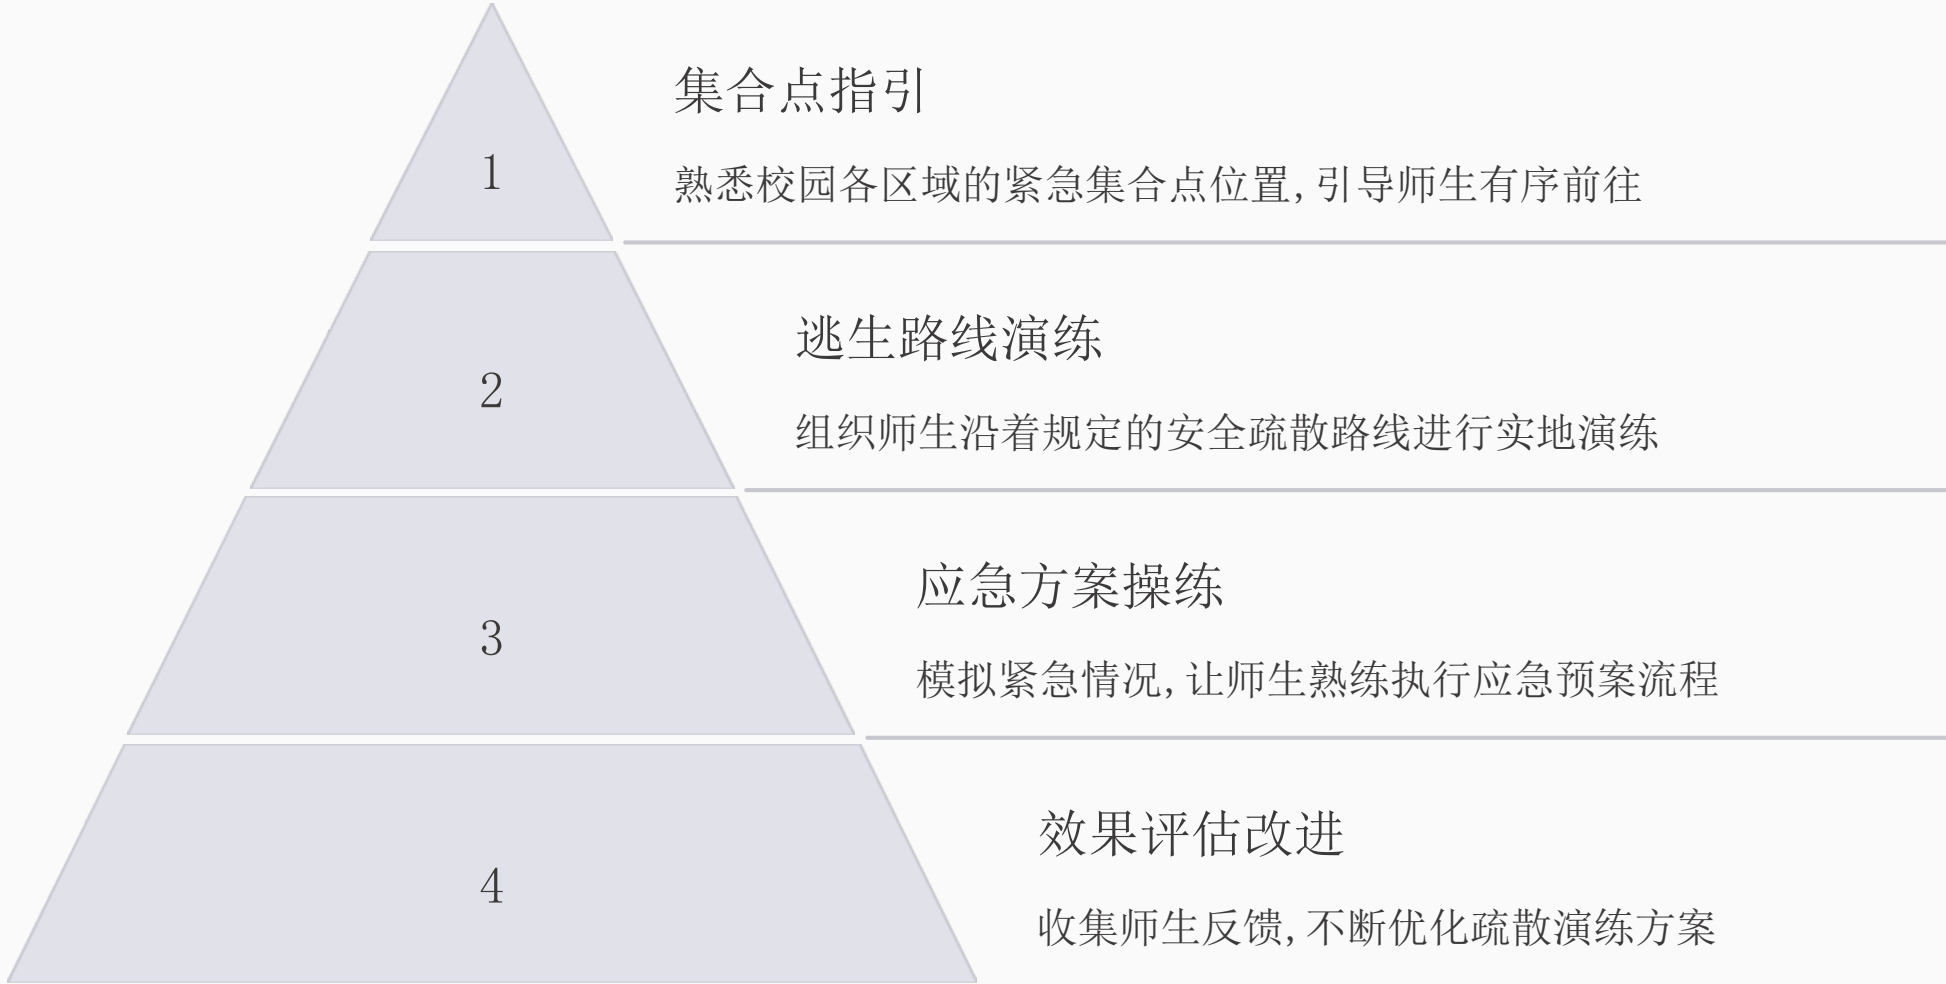 1
集合点指引
熟悉校园各区域的紧急集合点位置,引导师生有序前往
2
逃生路线演练
组织师生沿着规定的安全疏散路线进行实地演练
3
应急方案操练
模拟紧急情况,让师生熟练执行应急预案流程
4
效果评估改进
收集师生反馈,不断优化疏散演练方案